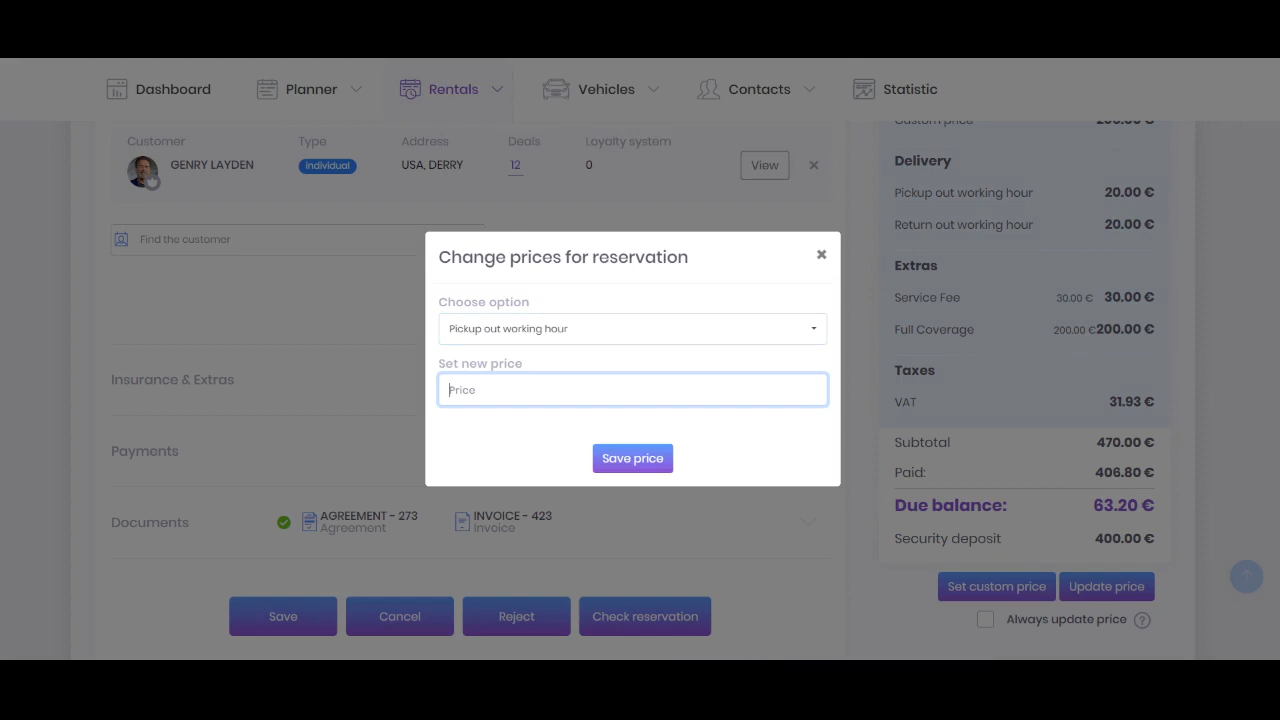 Dashboard
Planner
Rentals
Vehicles
Contacts
Statistic
Customer
Type
Address
Deals
Loyalty system
GENRY LAYDEN
Individual
USA, DERRY
12
0
View
Find the customer
Insurance & Extras
Payments
Documents
AGREEMENT - 273
Agreement
INVOICE - 423
Invoice
Save
Cancel
Reject
Check reservation
Change prices for reservation
Choose option
Pickup out working hour
Set new price
Price
Save price
Custom price 200.00 €
Delivery
Pickup out working hour 20.00 €
Return out working hour 20.00 €
Extras
Service Fee 30.00 € 30.00 €
Full Coverage 200.00 € 200.00 €
Taxes
VAT 31.93 €
Subtotal 470.00 €
Paid: 406.80 €
Due balance: 63.20 €
Security deposit 400.00 €
Set custom price
Update price
Always update price ?